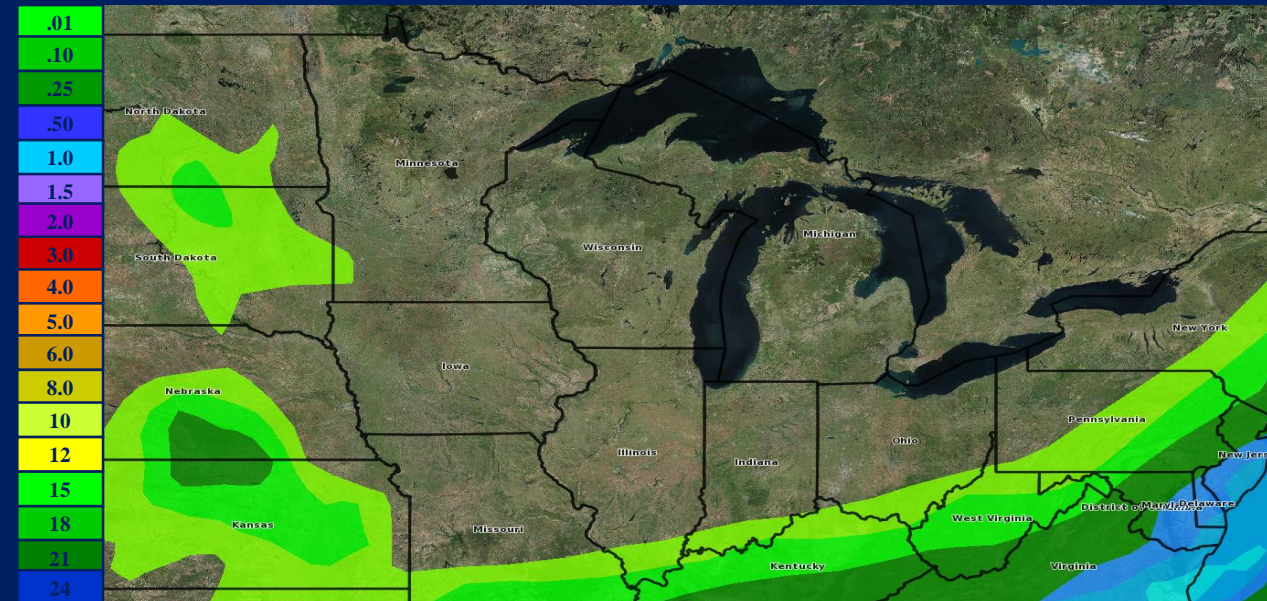 .01
.10
.25
.50
1.0
1.5
2.0
3.0
4.0
5.0
6.0
8.0
10
12
15
18
21
24
North Dakota
Minnesota
South Dakota
Wisconsin
Michigan
New York
Iowa
Nebraska
Pennsylvania
Illinois
Indiana
Ohio
New Jers
Kansas
Missouri
West Virginia
District o
Delaware
Kentucky
Virginia